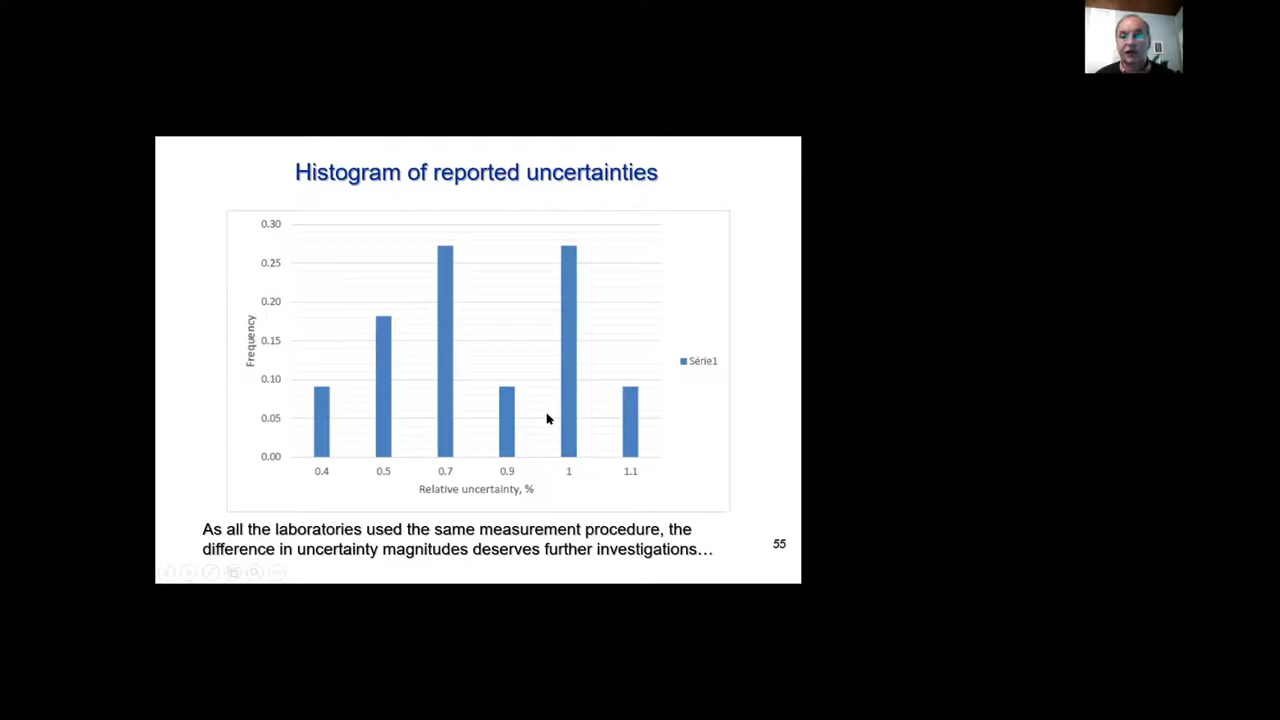 Histogram of reported uncertainties
0.30
0.25
0.20
0.15
0.10
0.05
0.00
Frequency
0.4 0.5 0.7 0.9 1 1.1
Relative uncertainty, %
Série1
As all the laboratories used the same measurement procedure, the
difference in uncertainty magnitudes deserves further investigations…
55